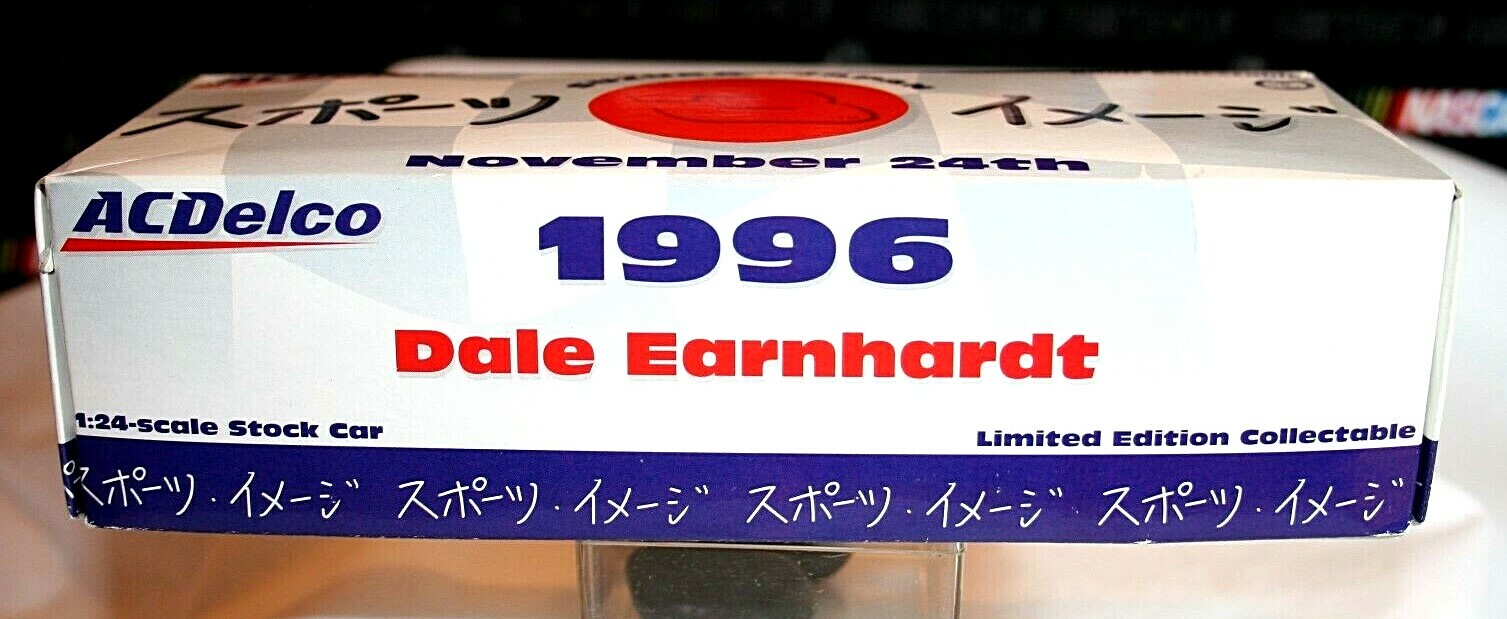 スポーツ イメージ
November 24th
ACDelco
1996
Dale Earnhardt
1:24-scale Stock Car
Limited Edition Collectable
スポーツ・イメージ スポーツ・イメージ スポーツ・イメージ スポーツ・イメージ